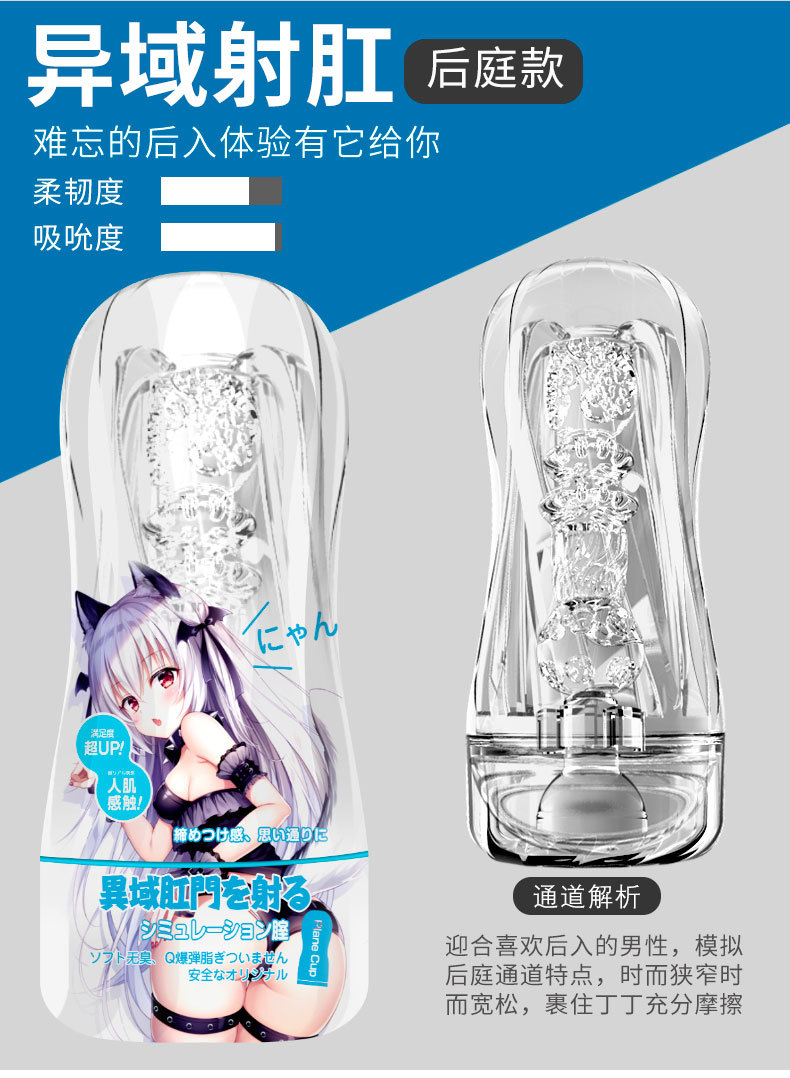 异域射肛
后庭款
难忘的后入体验有它给你
柔韧度
吸吮度
にゃん
満足度
超UP!
人肌
感触!
締めつけ感、思い通りに
異域肛門を射る
シミュレーション膣
ソフト无臭、Q爆弾脂ぎついません
安全なオリジナル
Plane Cup
通道解析
迎合喜欢后入的男性，模拟
后庭通道特点，时而狭窄时
而宽松，裹住丁丁充分摩擦